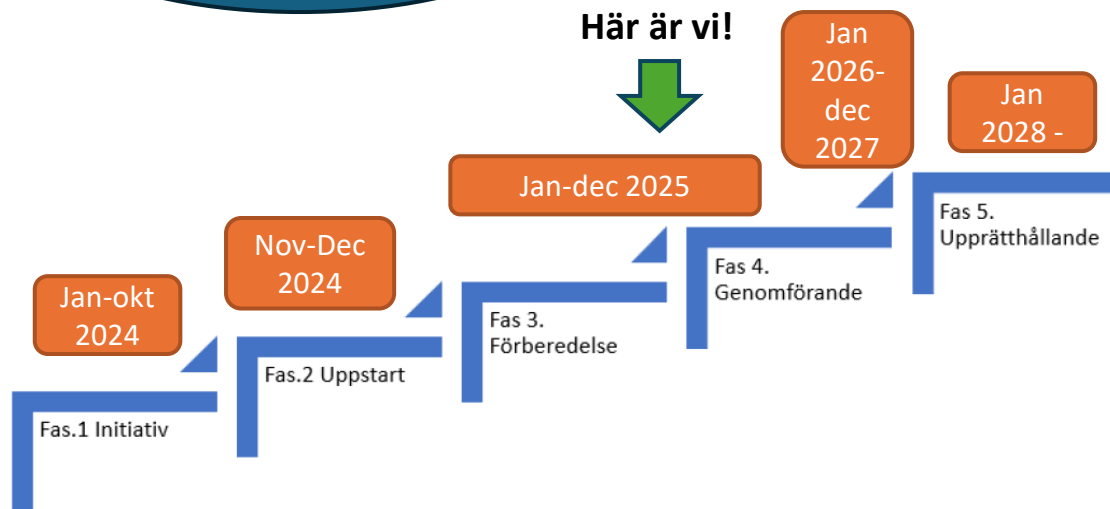 Här är vi!
Jan
2026-
dec
2027
Jan
2028 -
Jan-dec 2025
Nov-Dec
2024
Jan-okt
2024
Fas 5.
Upprätthållande
Fas 4.
Genomförande
Fas 3.
Förberedelse
Fas.2 Uppstart
Fas.1 Initiativ